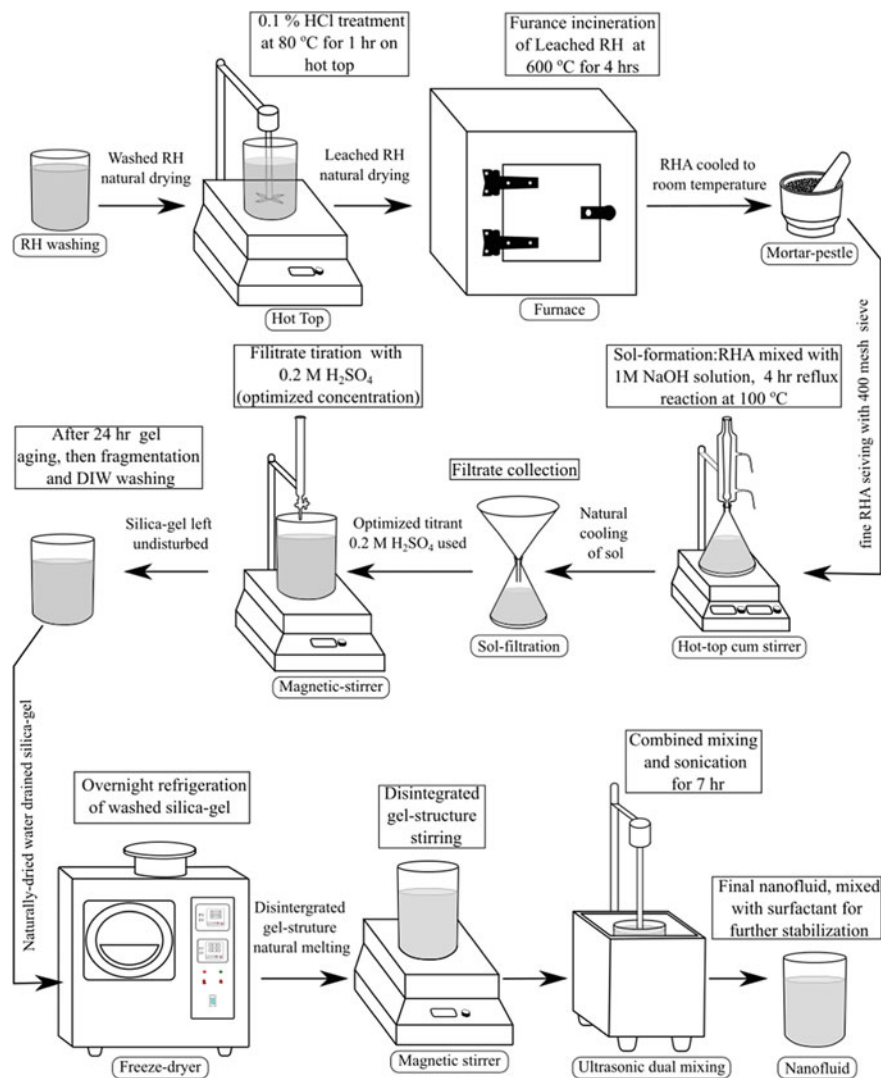 0.1 % HCl treatment
at 80 °C for 1 hr on
hot top
Furance incineration
of Leached RH at
600 °C for 4 hrs
Washed RH
natural drying
Leached RH
natural drying
RHA cooled to
room temperature
RH washing
Hot Top
Furnace
Mortar-pestle
fine RHA sciving with 400 mesh sieve
Sol-formation:RHA mixed with
1M NaOH solution, 4 hr reflux
reaction at 100 °C
Filitrate tiration with
0.2 M H₂SO₄
(optimized concentration)
After 24 hr gel
aging, then fragmentation
and DIW washing
Filtrate collection
Natural
cooling
of sol
Optimized titrant
0.2 M H₂SO₄ used
Silica-gel left
undisturbed
Hot-top cum stirrer
Sol-filtration
Magnetic-stirrer
Naturally-dried water drained silica-gel
Overnight refrigeration
of washed silica-gel
Disintegrated
gel-structure
stirring
Combined mixing
and sonication
for 7 hr
Final nanofluid, mixed
with surfactant for
further stabilization
Disintergrated
gel-struture
natural melting
Freeze-dryer
Magnetic stirrer
Ultrasonic dual mixing
Nanofluid